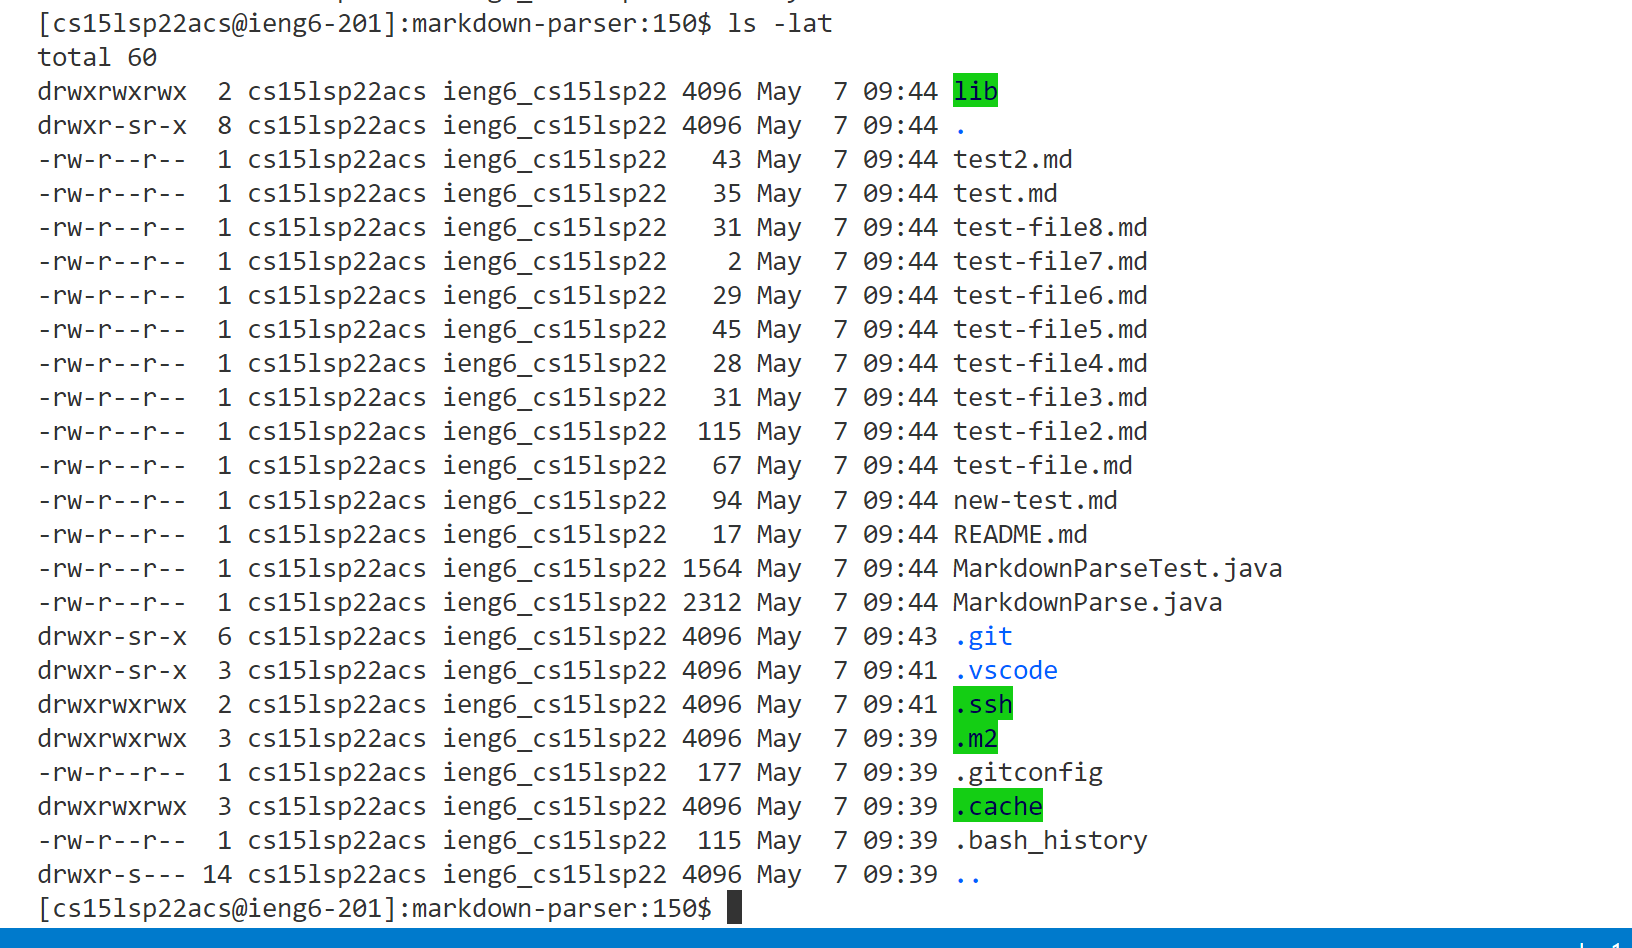 [cs15lsp22acs@ieng6-201]:markdown-parser:150$ ls -lat
total 60
drwxrwxrwx  2 cs15lsp22acs ieng6_cs15lsp22 4096 May  7 09:44 lib
drwxr-sr-x  8 cs15lsp22acs ieng6_cs15lsp22 4096 May  7 09:44 .
-rw-r--r--  1 cs15lsp22acs ieng6_cs15lsp22   43 May  7 09:44 test2.md
-rw-r--r--  1 cs15lsp22acs ieng6_cs15lsp22   35 May  7 09:44 test.md
-rw-r--r--  1 cs15lsp22acs ieng6_cs15lsp22   31 May  7 09:44 test-file8.md
-rw-r--r--  1 cs15lsp22acs ieng6_cs15lsp22    2 May  7 09:44 test-file7.md
-rw-r--r--  1 cs15lsp22acs ieng6_cs15lsp22   29 May  7 09:44 test-file6.md
-rw-r--r--  1 cs15lsp22acs ieng6_cs15lsp22   45 May  7 09:44 test-file5.md
-rw-r--r--  1 cs15lsp22acs ieng6_cs15lsp22   28 May  7 09:44 test-file4.md
-rw-r--r--  1 cs15lsp22acs ieng6_cs15lsp22   31 May  7 09:44 test-file3.md
-rw-r--r--  1 cs15lsp22acs ieng6_cs15lsp22  115 May  7 09:44 test-file2.md
-rw-r--r--  1 cs15lsp22acs ieng6_cs15lsp22   67 May  7 09:44 test-file.md
-rw-r--r--  1 cs15lsp22acs ieng6_cs15lsp22   94 May  7 09:44 new-test.md
-rw-r--r--  1 cs15lsp22acs ieng6_cs15lsp22   17 May  7 09:44 README.md
-rw-r--r--  1 cs15lsp22acs ieng6_cs15lsp22 1564 May  7 09:44 MarkdownParseTest.java
-rw-r--r--  1 cs15lsp22acs ieng6_cs15lsp22 2312 May  7 09:44 MarkdownParse.java
drwxr-sr-x  6 cs15lsp22acs ieng6_cs15lsp22 4096 May  7 09:43 .git
drwxr-sr-x  3 cs15lsp22acs ieng6_cs15lsp22 4096 May  7 09:41 .vscode
drwxrwxrwx  2 cs15lsp22acs ieng6_cs15lsp22 4096 May  7 09:41 .ssh
drwxrwxrwx  3 cs15lsp22acs ieng6_cs15lsp22 4096 May  7 09:39 .m2
-rw-r--r--  1 cs15lsp22acs ieng6_cs15lsp22  177 May  7 09:39 .gitconfig
drwxrwxrwx  3 cs15lsp22acs ieng6_cs15lsp22 4096 May  7 09:39 .cache
-rw-r--r--  1 cs15lsp22acs ieng6_cs15lsp22  115 May  7 09:39 .bash_history
drwxr-s--- 14 cs15lsp22acs ieng6_cs15lsp22 4096 May  7 09:39 ..
[cs15lsp22acs@ieng6-201]:markdown-parser:150$